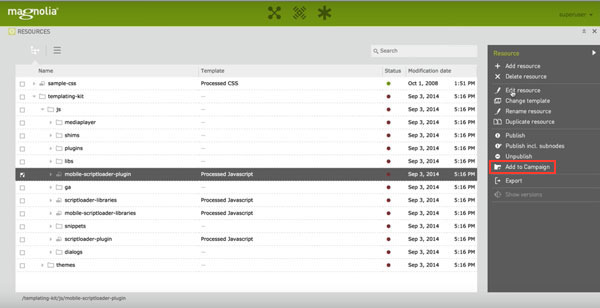 magnolia
superuser
RESOURCES
Search
Name Template Status Modification date
sample-css Processed CSS Oct 1, 2008 1:51 PM
templating-kit -- Sep 3, 2014 5:16 PM
js -- Sep 3, 2014 5:16 PM
mediaplayer -- Sep 3, 2014 5:16 PM
shims -- Sep 3, 2014 5:16 PM
plugins -- Sep 3, 2014 5:16 PM
libs -- Sep 3, 2014 5:16 PM
mobile-scriptloader-plugin Processed Javascript Sep 3, 2014 5:16 PM
ga -- Sep 3, 2014 5:16 PM
scriptloader-libraries Processed Javascript Sep 3, 2014 5:16 PM
mobile-scriptloader-libraries Processed Javascript Sep 3, 2014 5:16 PM
snippets -- Sep 3, 2014 5:16 PM
scriptloader-plugin Processed Javascript Sep 3, 2014 5:16 PM
dialogs -- Sep 3, 2014 5:16 PM
themes -- Sep 3, 2014 5:16 PM
/templating-kit/js/mobile-scriptloader-plugin
Resource
Add resource
Delete resource
Edit resource
Change template
Rename resource
Duplicate resource
Publish
Publish incl. subnodes
Unpublish
Add to Campaign
Export
Show versions